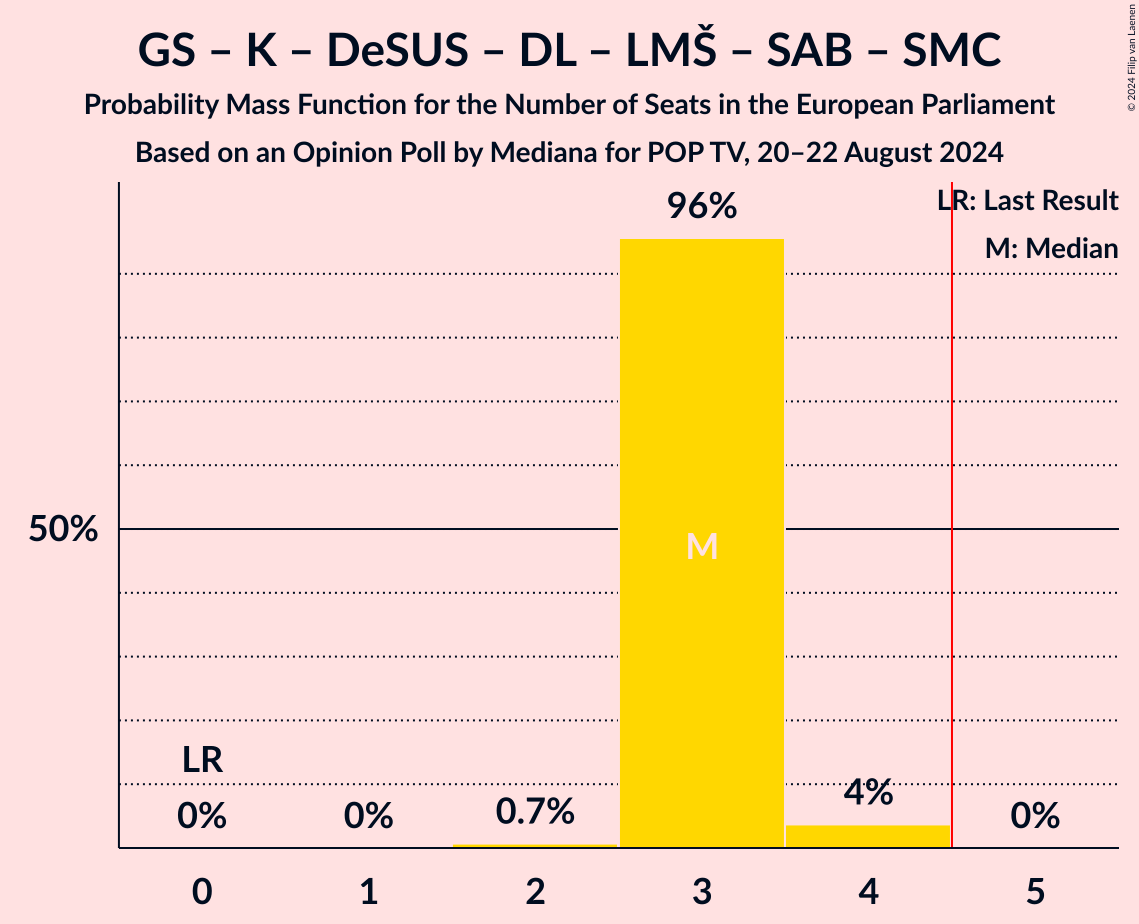 GS – K – DeSUS – DL – LMŠ – SAB – SMC
Probability Mass Function for the Number of Seats in the European Parliament
Based on an Opinion Poll by Mediana for POP TV, 20–22 August 2024
© 2024 Filip van Laenen
LR: Last Result
M: Median
96%
50%
M
LR
0%
0%
0.7%
4%
0%
0
1
2
3
4
5